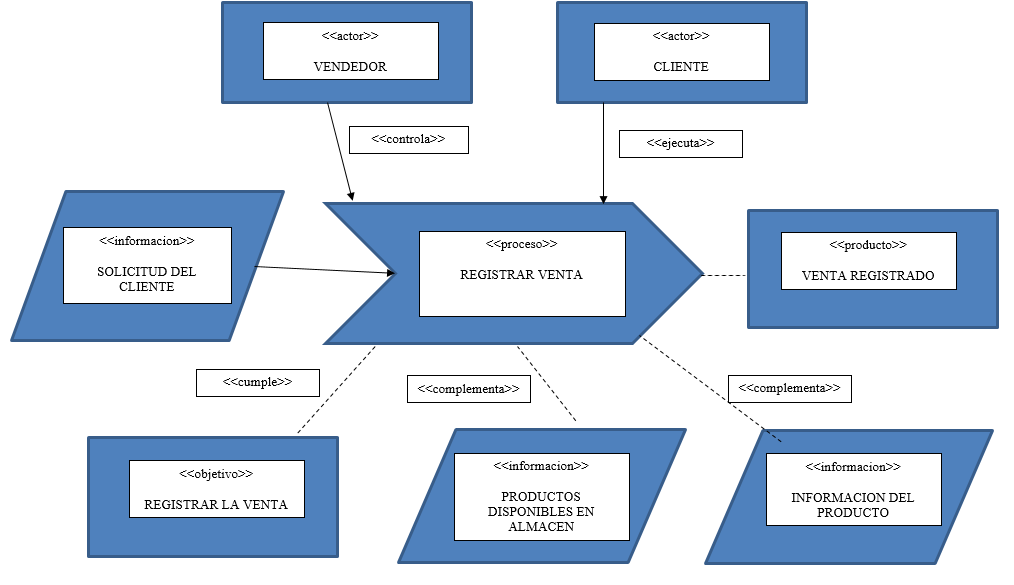 <<actor>>
VENDEDOR
<<actor>>
CLIENTE
<<controla>>
<<ejecuta>>
<<informacion>>
SOLICITUD DEL
CLIENTE
<<proceso>>
REGISTRAR VENTA
<<producto>>
VENTA REGISTRADO
<<cumple>>
<<complementa>>
<<complementa>>
<<objetivo>>
REGISTRAR LA VENTA
<<informacion>>
PRODUCTOS
DISPONIBLES EN
ALMACEN
<<informacion>>
INFORMACION DEL
PRODUCTO